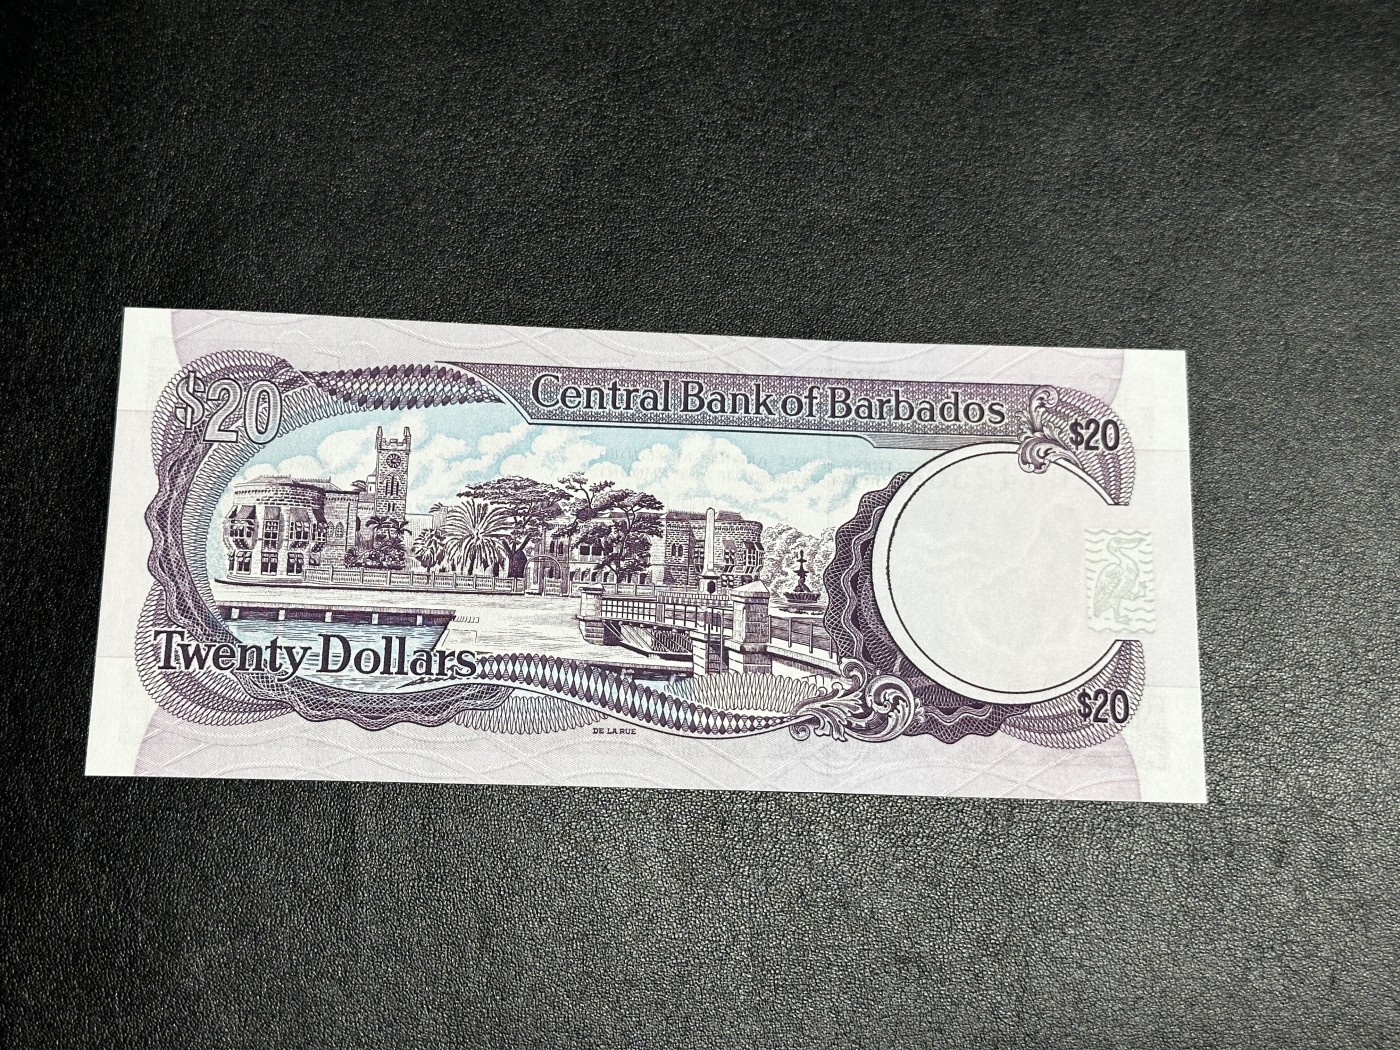 $20
Central Bank of Barbados
$20
Twenty Dollars
$20
DE LA RUE